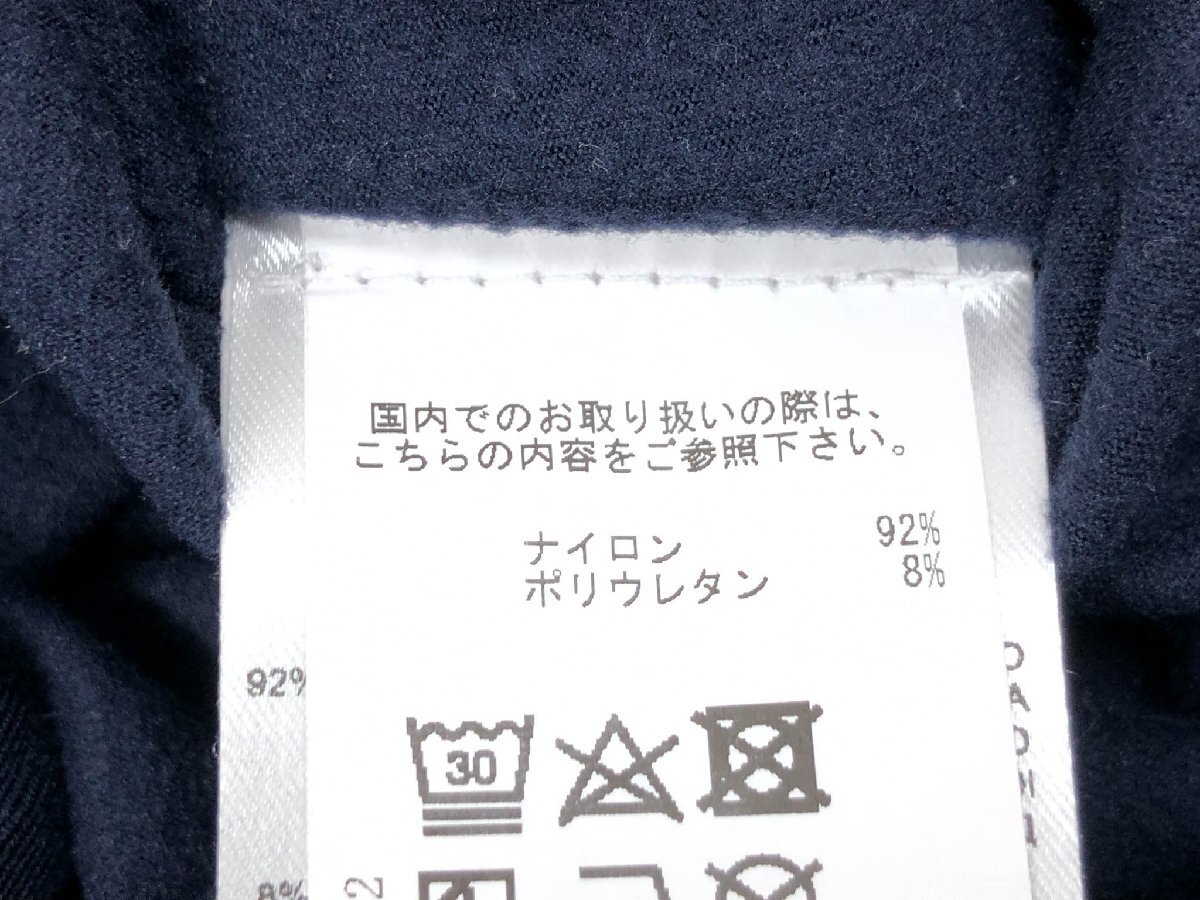 国内でのお取り扱いの際は、
こちらの内容をご参照下さい。
ナイロン 92%
ポリウレタン 8%
92%
30
8%
2